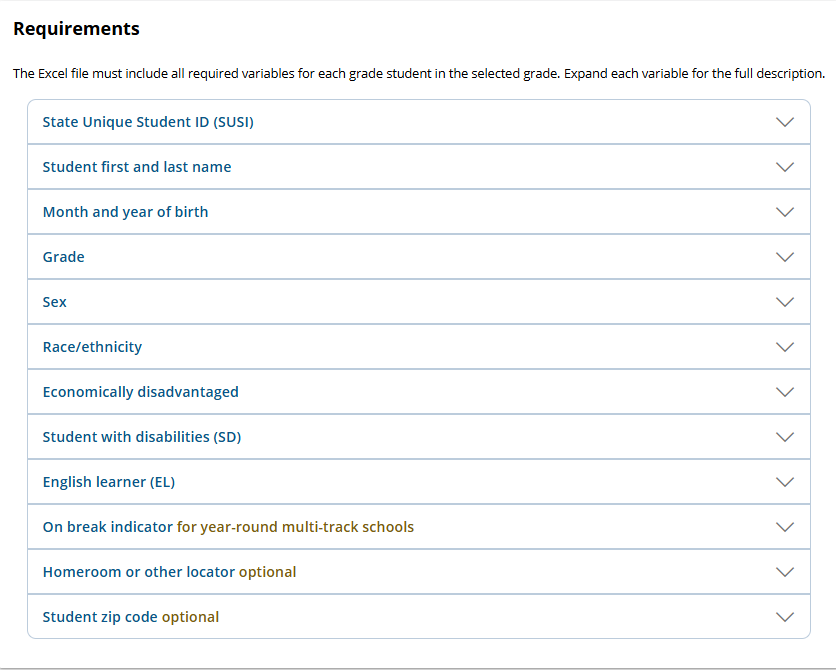 Requirements
The Excel file must include all required variables for each grade student in the selected grade. Expand each variable for the full description.
State Unique Student ID (SUSI)
Student first and last name
Month and year of birth
Grade
Sex
Race/ethnicity
Economically disadvantaged
Student with disabilities (SD)
English learner (EL)
On break indicator for year-round multi-track schools
Homeroom or other locator optional
Student zip code optional